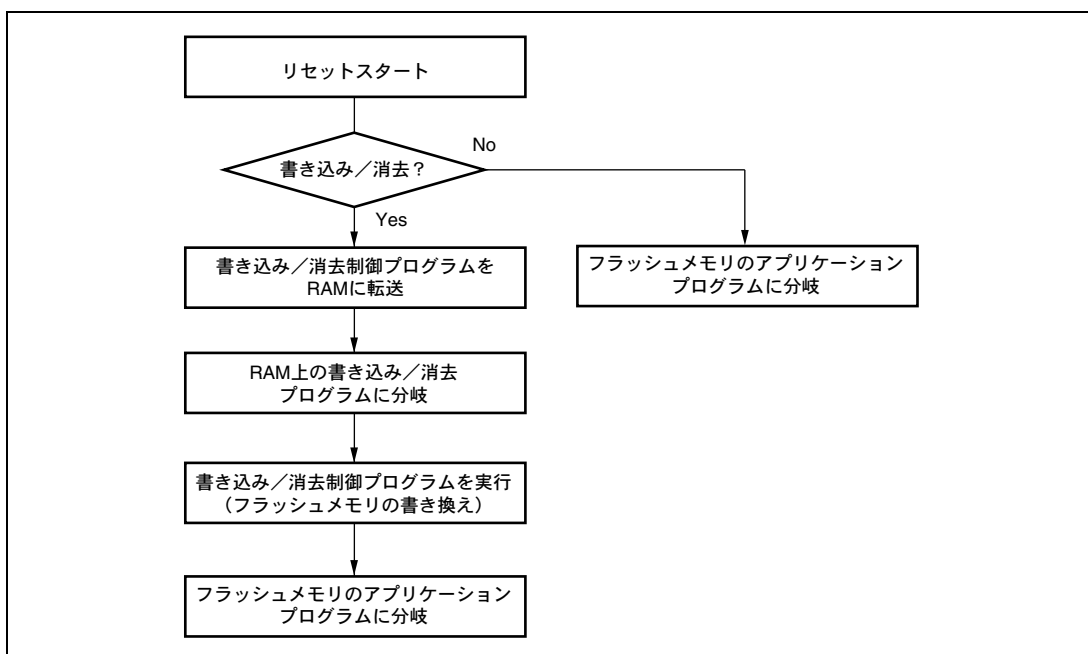 リセットスタート
書き込み／消去？
No
Yes
書き込み／消去制御プログラムを
RAMに転送
フラッシュメモリのアプリケーション
プログラムに分岐
RAM上の書き込み／消去
プログラムに分岐
書き込み／消去制御プログラムを実行
（フラッシュメモリの書き換え）
フラッシュメモリのアプリケーション
プログラムに分岐